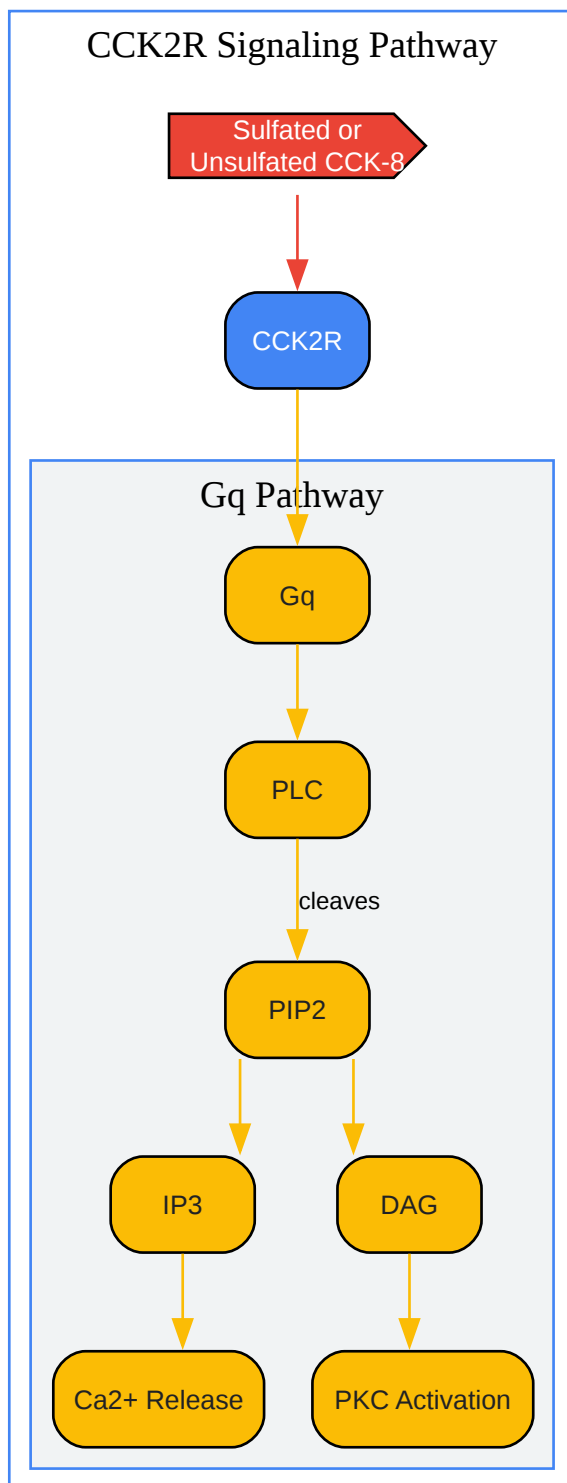 CCK2R Signaling Pathway
Sulfated or
Unsulfated CCK-8
CCK2R
Gq Pathway
Gq
PLC
cleaves
PIP2
IP3
DAG
Ca2+ Release
PKC Activation